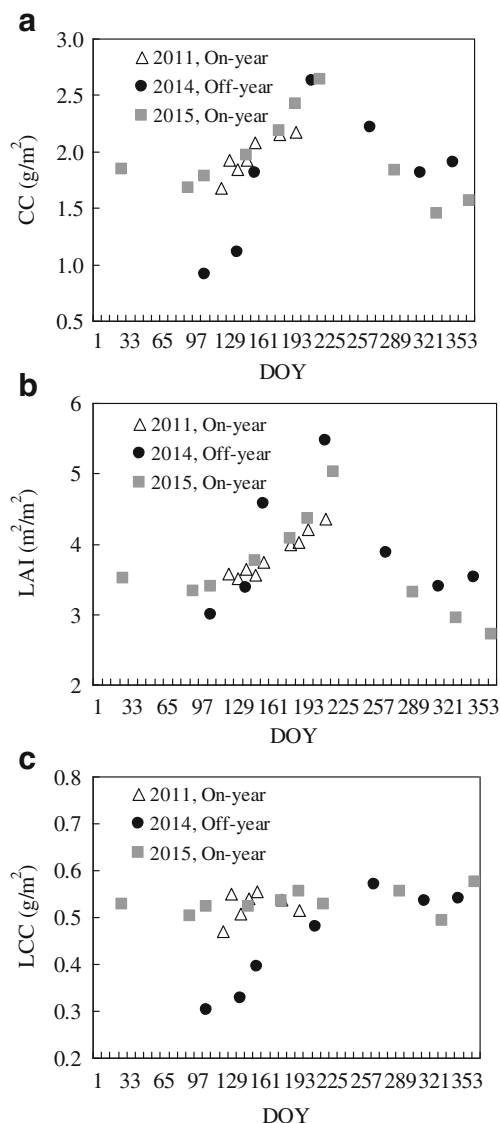 a
3.0
2.5
2.0
1.5
1.0
0.5
CC (g/m²)
2011, On-year
2014, Off-year
2015, On-year
1 33 65 97 129 161 193 225 257 289 321 353
DOY
b
6
5
4
3
2
LAI (m²/m²)
2011, On-year
2014, Off-year
2015, On-year
1 33 65 97 129 161 193 225 257 289 321 353
DOY
c
0.8
0.7
0.6
0.5
0.4
0.3
0.2
LCC (g/m²)
2011, On-year
2014, Off-year
2015, On-year
1 33 65 97 129 161 193 225 257 289 321 353
DOY